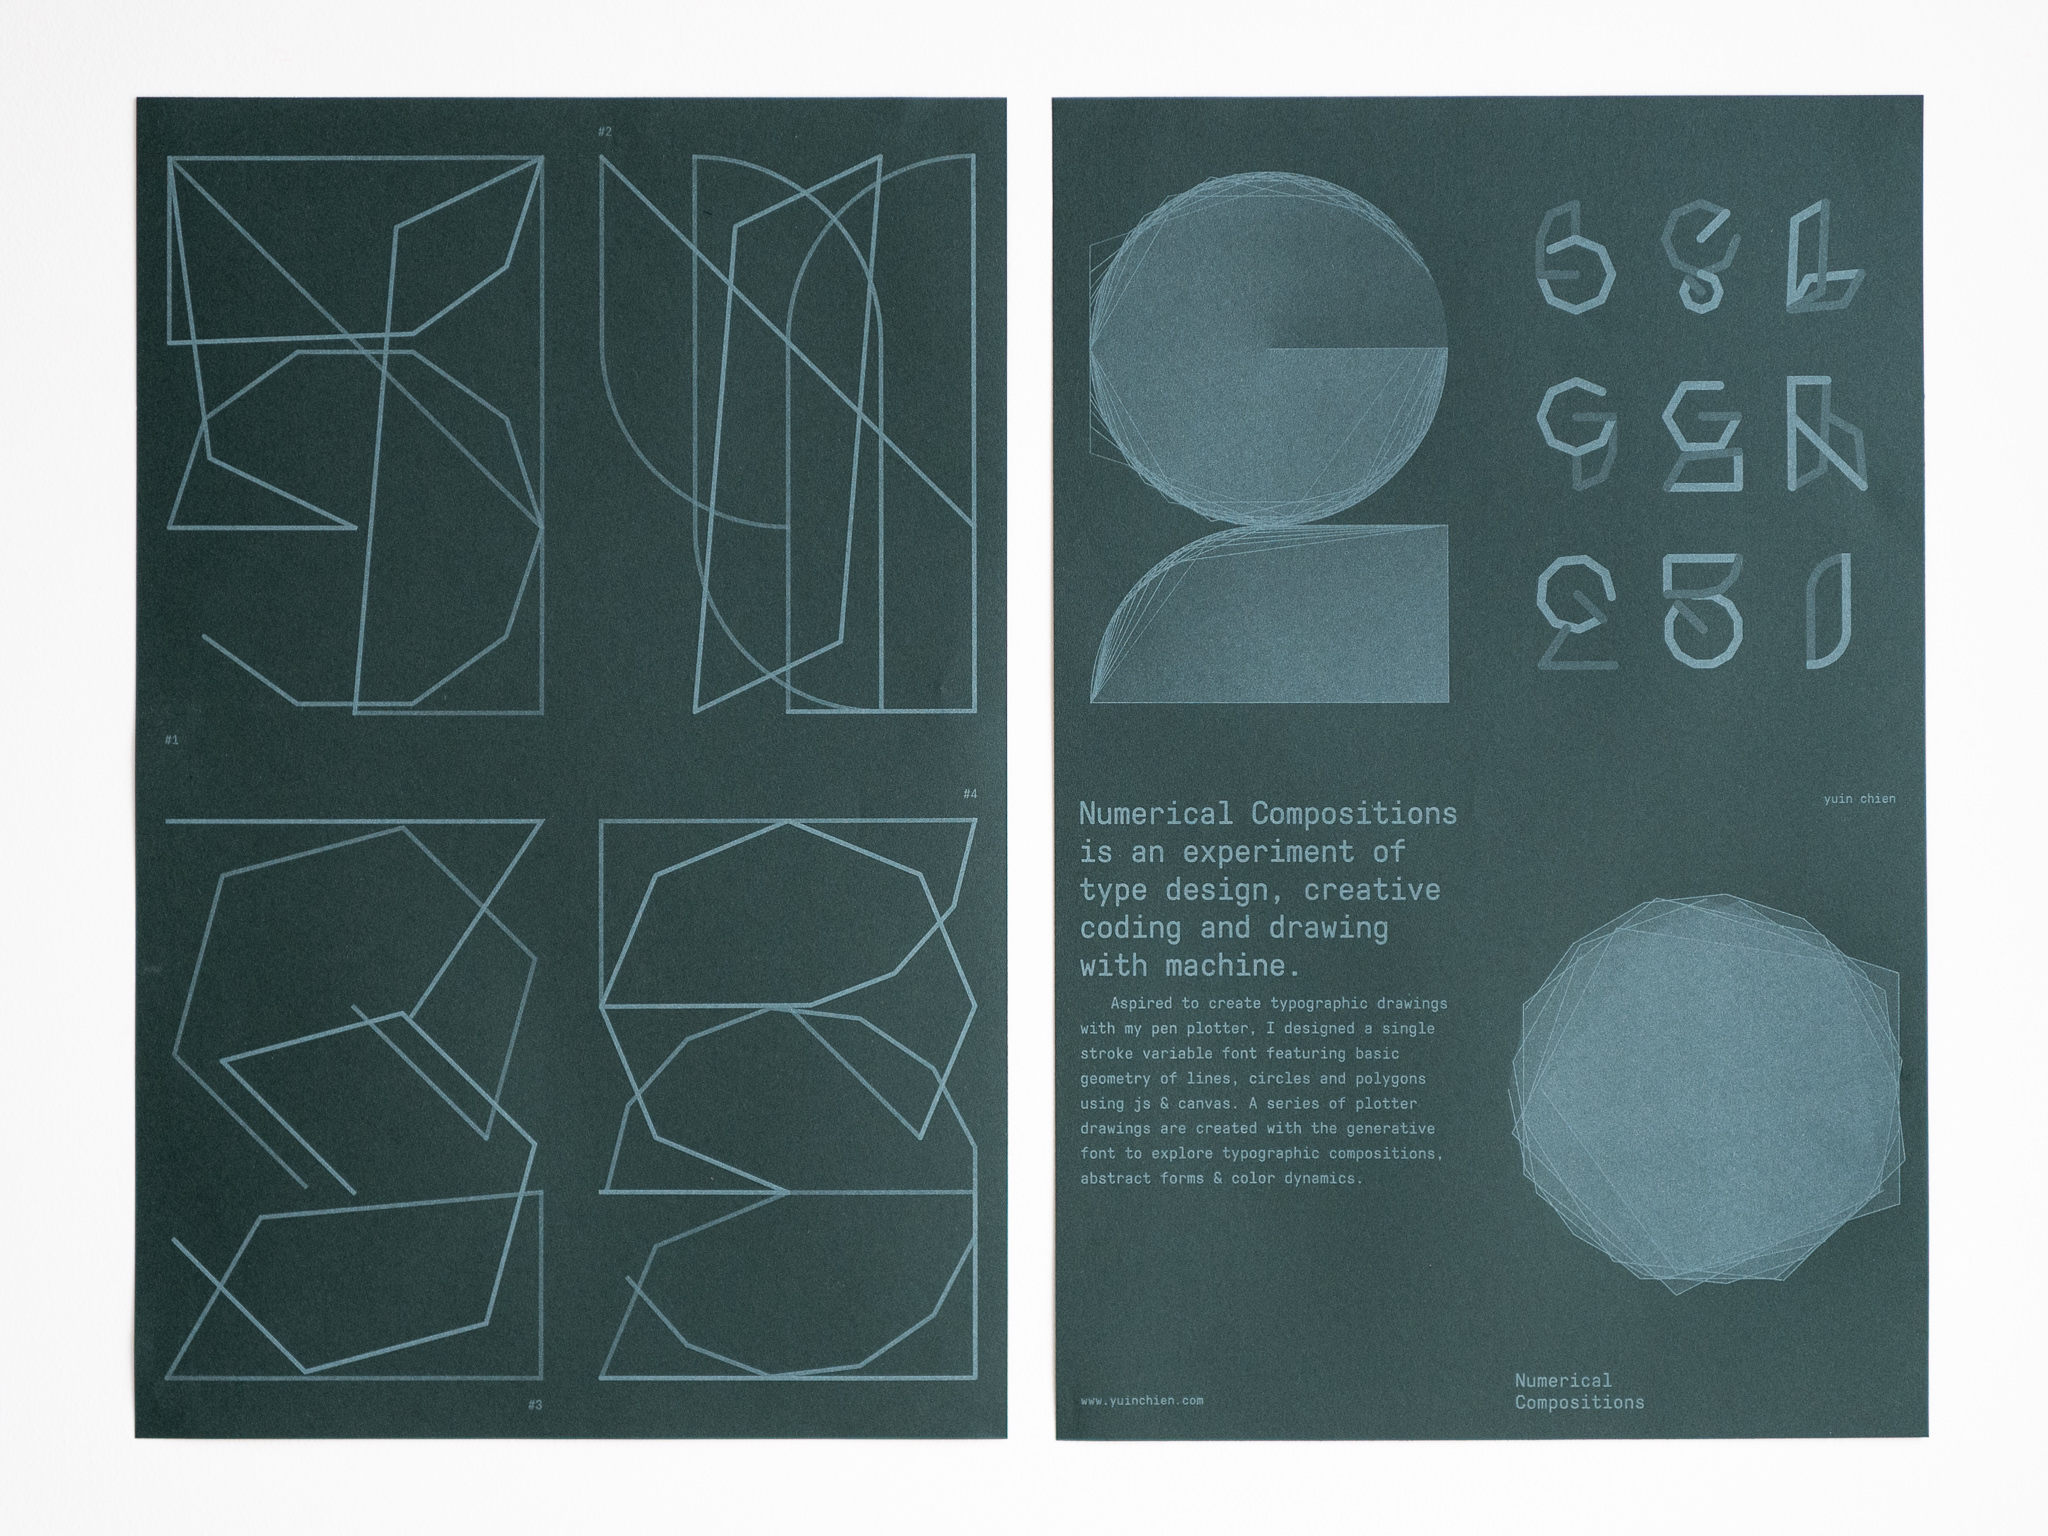 #2
#1
#4
#3
Numerical Compositions
is an experiment of
type design, creative
coding and drawing
with machine.
Aspired to create typographic drawings
with my pen plotter, I designed a single
stroke variable font featuring basic
geometry of lines, circles and polygons
using js & canvas. A series of plotter
drawings are created with the generative
font to explore typographic compositions,
abstract forms & color dynamics.
www.yuinchien.com
yuin chien
Numerical
Compositions